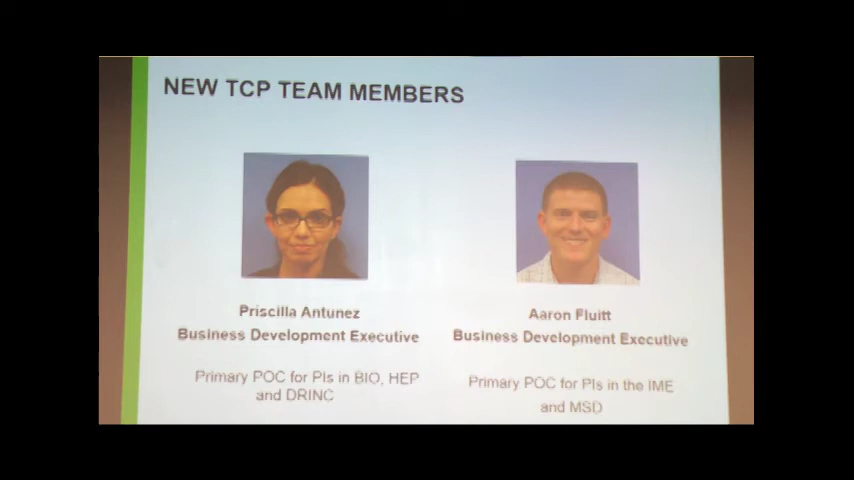 NEW TCP TEAM MEMBERS
Priscilla Antunez
Business Development Executive
Primary POC for PIs in BIO, HEP
and DRINC
Aaron Fluitt
Business Development Executive
Primary POC for PIs in the IME
and MSD